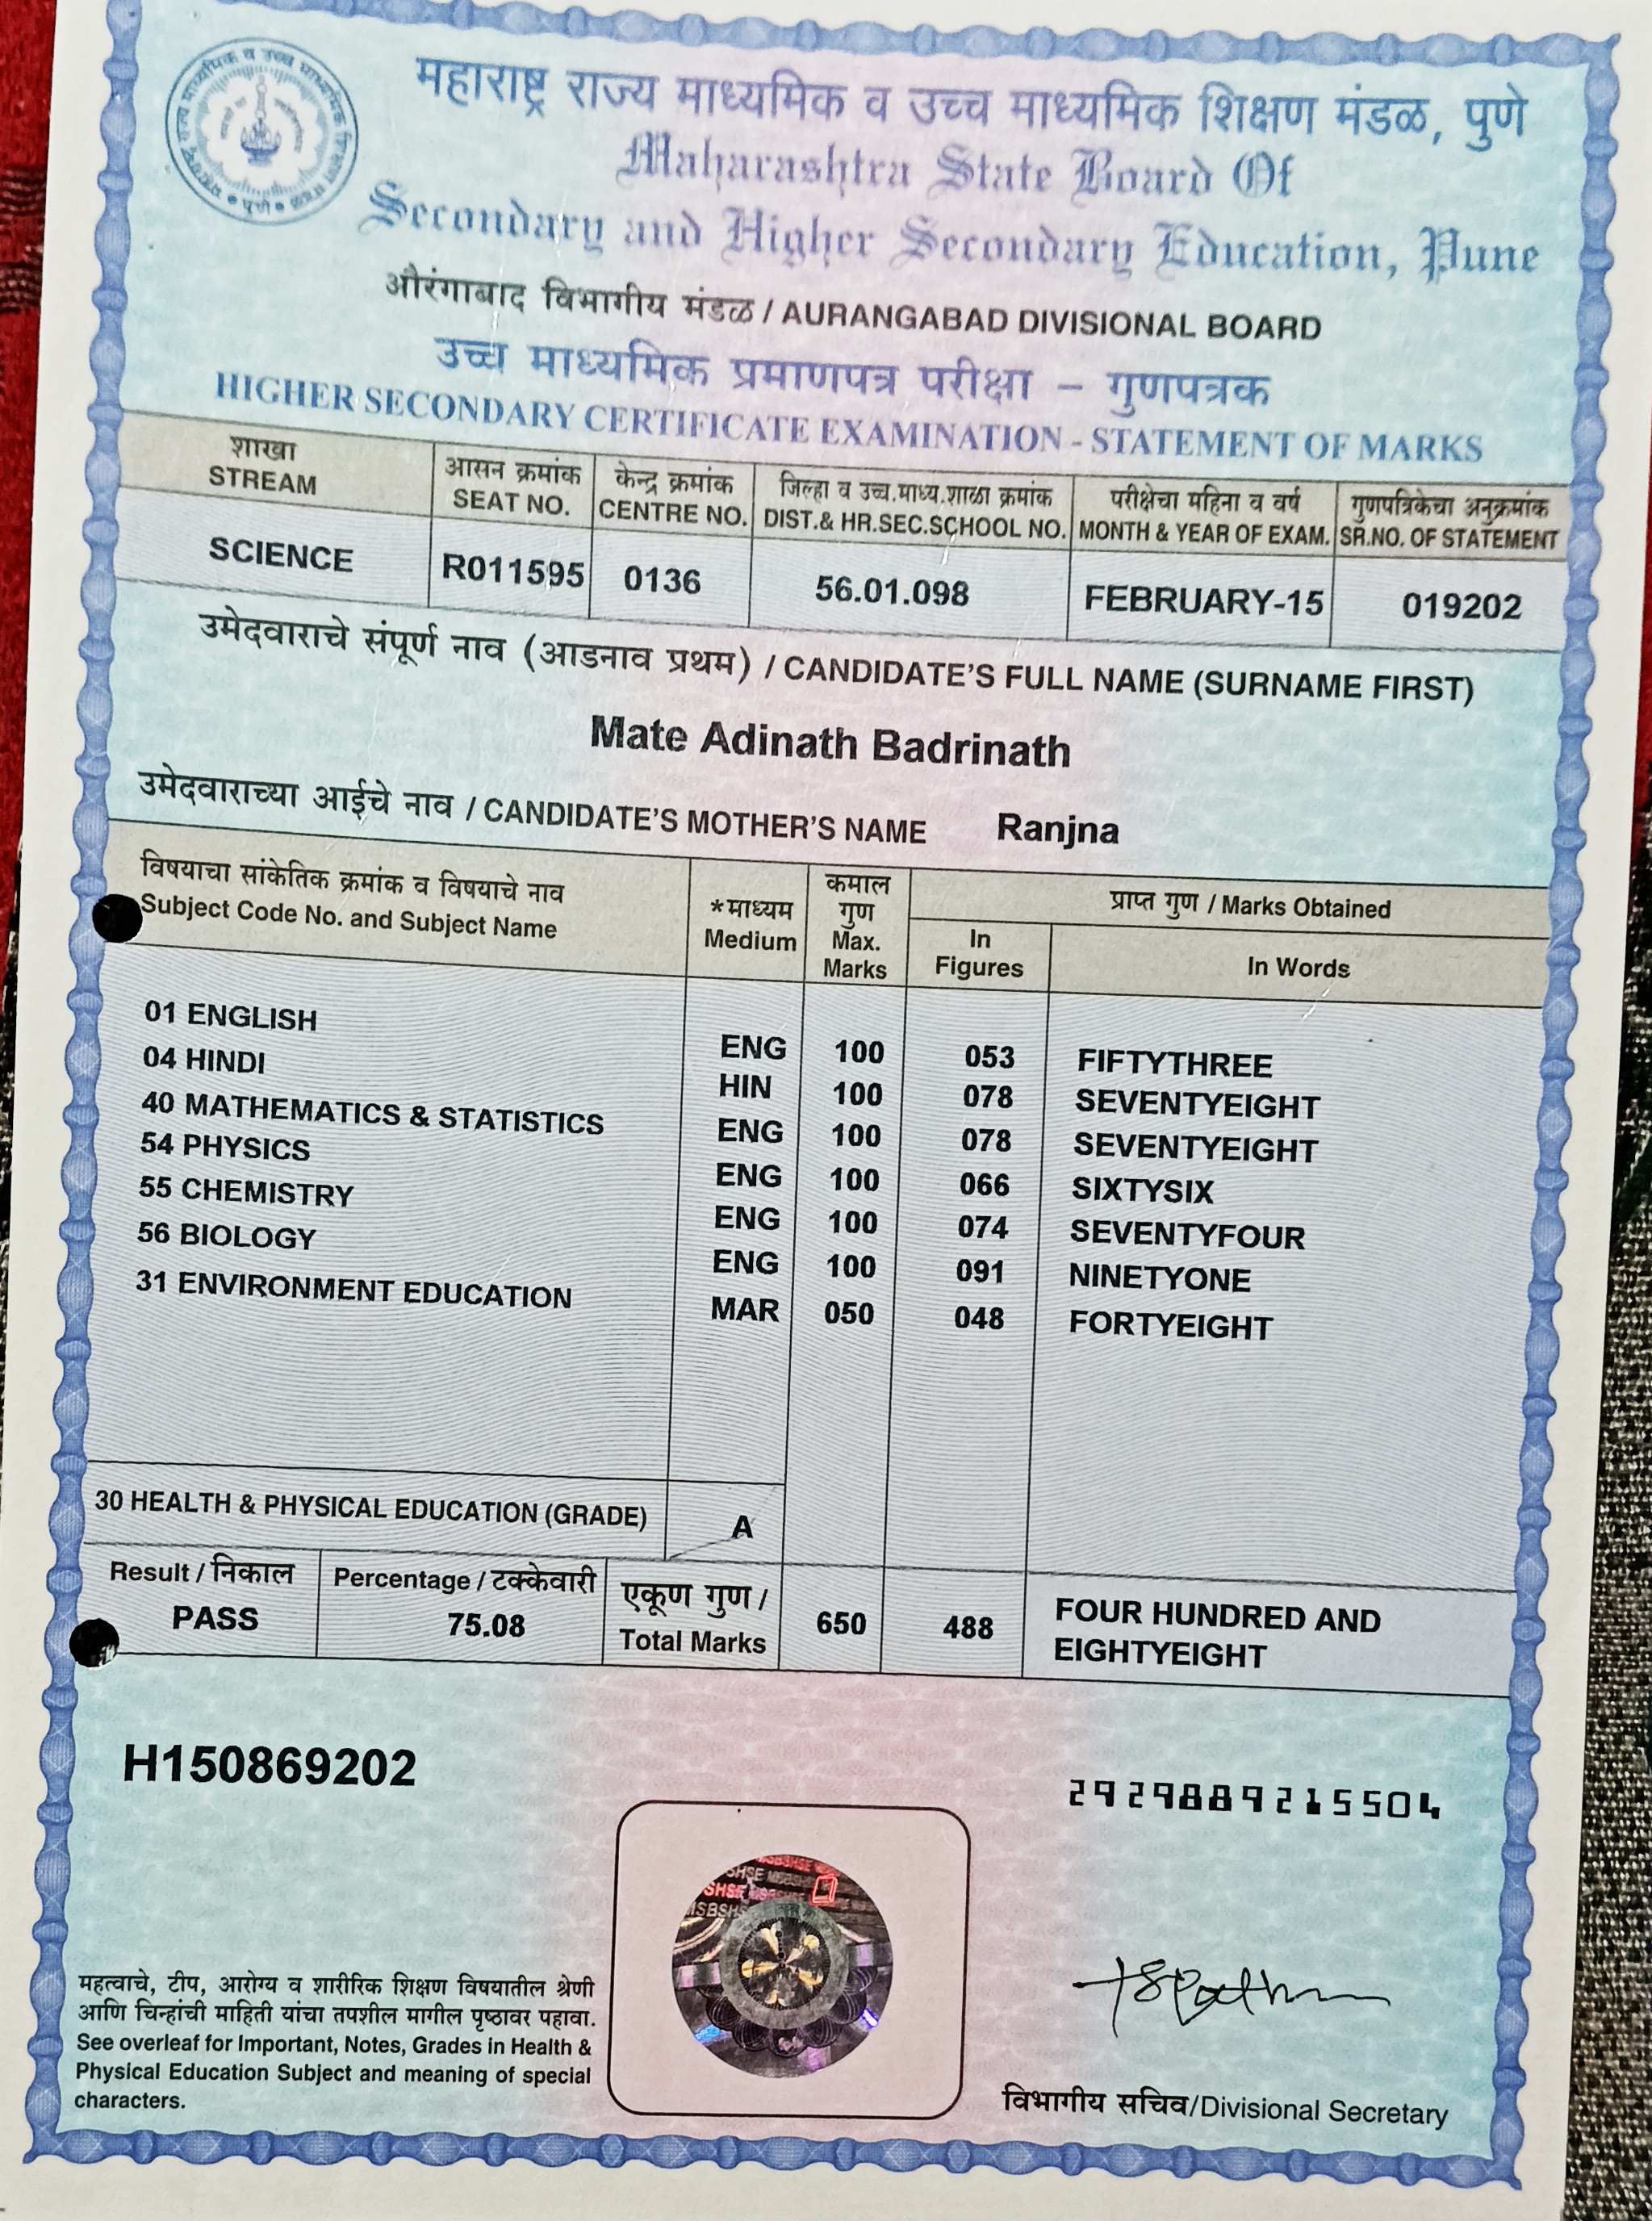 महाराष्ट्र राज्य माध्यमिक व उच्च माध्यमिक शिक्षण मंडळ, पुणे
Maharashtra State Board Of
Secondary and Higher Secondary Education, Pune
औरंगाबाद विभागीय मंडळ / AURANGABAD DIVISIONAL BOARD
उच्च माध्यमिक प्रमाणपत्र परीक्षा – गुणपत्रक
HIGHER SECONDARY CERTIFICATE EXAMINATION - STATEMENT OF MARKS
शाखा आसन क्रमांक केन्द्र क्रमांक जिल्हा व उच्च.माध्य.शाळा क्रमांक परीक्षेचा महिना व वर्ष गुणपत्रिकेचा अनुक्रमांक
STREAM SEAT NO. CENTRE NO. DIST.& HR.SEC.SCHOOL NO. MONTH & YEAR OF EXAM. SR.NO. OF STATEMENT
SCIENCE R011595 0136 56.01.098 FEBRUARY-15 019202
उमेदवाराचे संपूर्ण नाव (आडनाव प्रथम) / CANDIDATE'S FULL NAME (SURNAME FIRST)
Mate Adinath Badrinath
उमेदवाराच्या आईचे नाव / CANDIDATE'S MOTHER'S NAME Ranjna
विषयाचा सांकेतिक क्रमांक व विषयाचे नाव
Subject Code No. and Subject Name
*माध्यम
Medium
कमाल
गुण
Max.
Marks
प्राप्त गुण / Marks Obtained
In
Figures
In Words
01 ENGLISH ENG 100 053 FIFTYTHREE
04 HINDI HIN 100 078 SEVENTYEIGHT
40 MATHEMATICS & STATISTICS ENG 100 078 SEVENTYEIGHT
54 PHYSICS ENG 100 066 SIXTYSIX
55 CHEMISTRY ENG 100 074 SEVENTYFOUR
56 BIOLOGY ENG 100 091 NINETYONE
31 ENVIRONMENT EDUCATION MAR 050 048 FORTYEIGHT
30 HEALTH & PHYSICAL EDUCATION (GRADE) A
Result / निकाल
PASS
Percentage / टक्केवारी
75.08
एकूण गुण /
Total Marks
650
488
FOUR HUNDRED AND
EIGHTYEIGHT
H150869202
2929889215504
महत्वाचे, टीप, आरोग्य व शारीरिक शिक्षण विषयातील श्रेणी
आणि चिन्हांची माहिती यांचा तपशील मागील पृष्ठावर पहावा.
See overleaf for Important, Notes, Grades in Health &
Physical Education Subject and meaning of special
characters.
विभागीय सचिव/Divisional Secretary